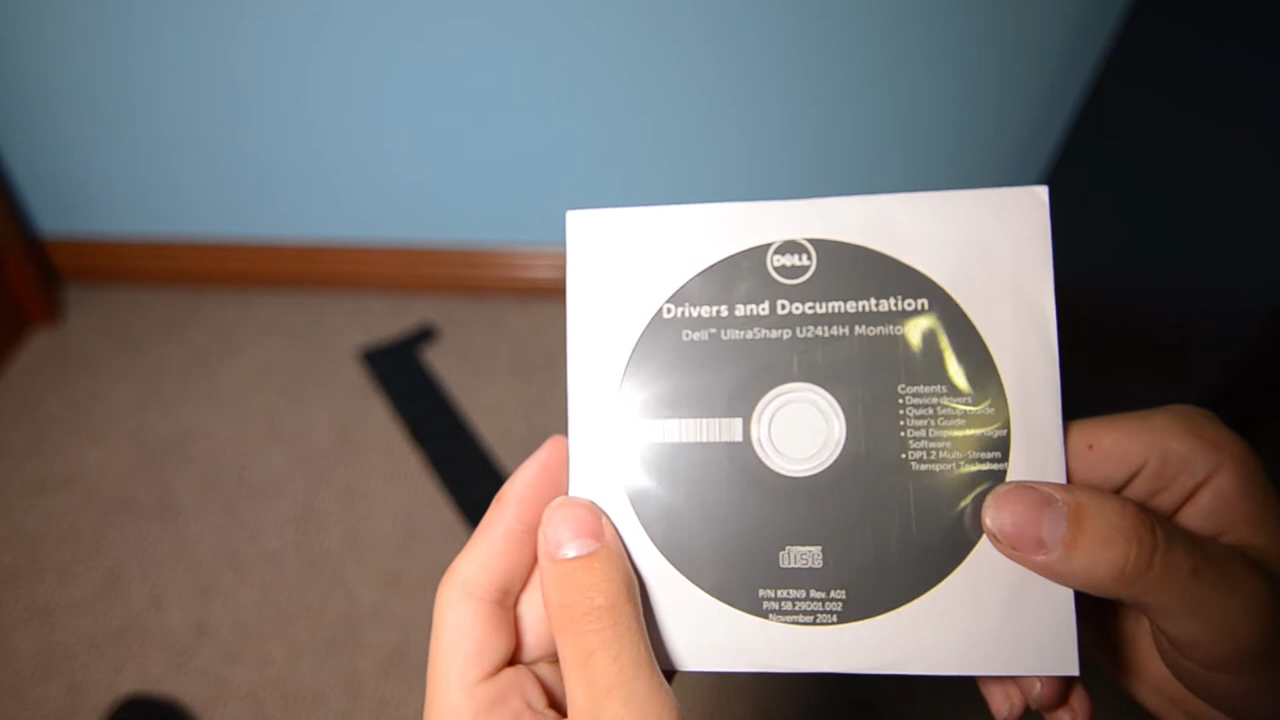 DELL
Drivers and Documentation
Dell™ UltraSharp U2414H Monitor
Contents:
• Device drivers
• Quick Setup Guide
• User's Guide
• Dell Display Manager
Software
• DP1.2 Multi-Stream
Transport Techsheet
disc
P/N KK3N9 Rev. A01
P/N 5B.29D01.002
November 2014